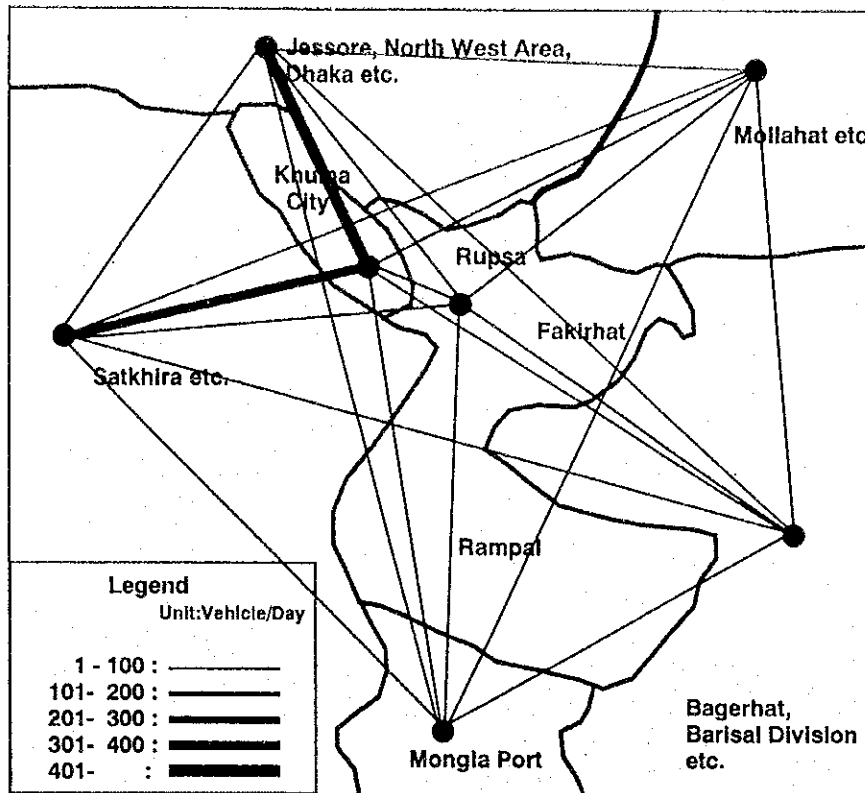 Jessore, North West Area,
Dhaka etc.
Mollahat etc
Khulna
City
Rupsa
Fakirhat
Satkhira etc.
Rampal
Legend
Unit:Vehicle/Day
1 - 100 :
101- 200 :
201- 300 :
301- 400 :
401- :
Mongla Port
Bagerhat,
Barisal Division
etc.